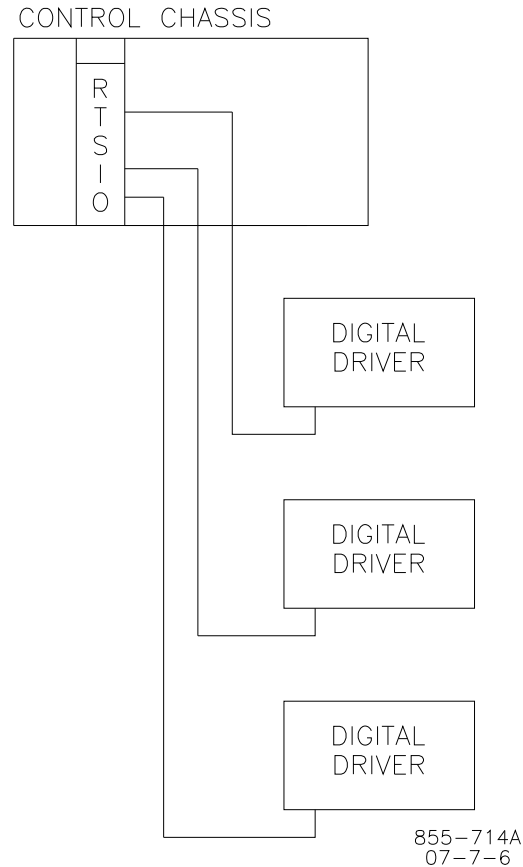 CONTROL CHASSIS
R
T
S
I
O
DIGITAL
DRIVER
DIGITAL
DRIVER
DIGITAL
DRIVER
855-714A
07-7-6